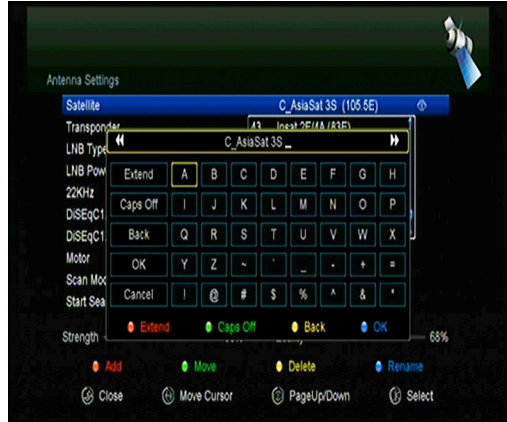 Antenna Settings
Satellite C_AsiaSat 3S (105.5E)
Transponder 43 Insat 2E/4A (83E)
LNB Type
C_AsiaSat 3S _
LNB Pow
Extend A B C D E F G H
22KHz
Caps Off I J K L M N O P
DiSEqC1
DiSEqC1
Back Q R S T U V W X
Motor
OK Y Z ~ ` _ - + =
Scan Mod
Cancel ! @ # $ % ^ & *
Start Sea
Extend Caps Off Back OK
Strength 68%
Add Move Delete Rename
Close Move Cursor PageUp/Down Select